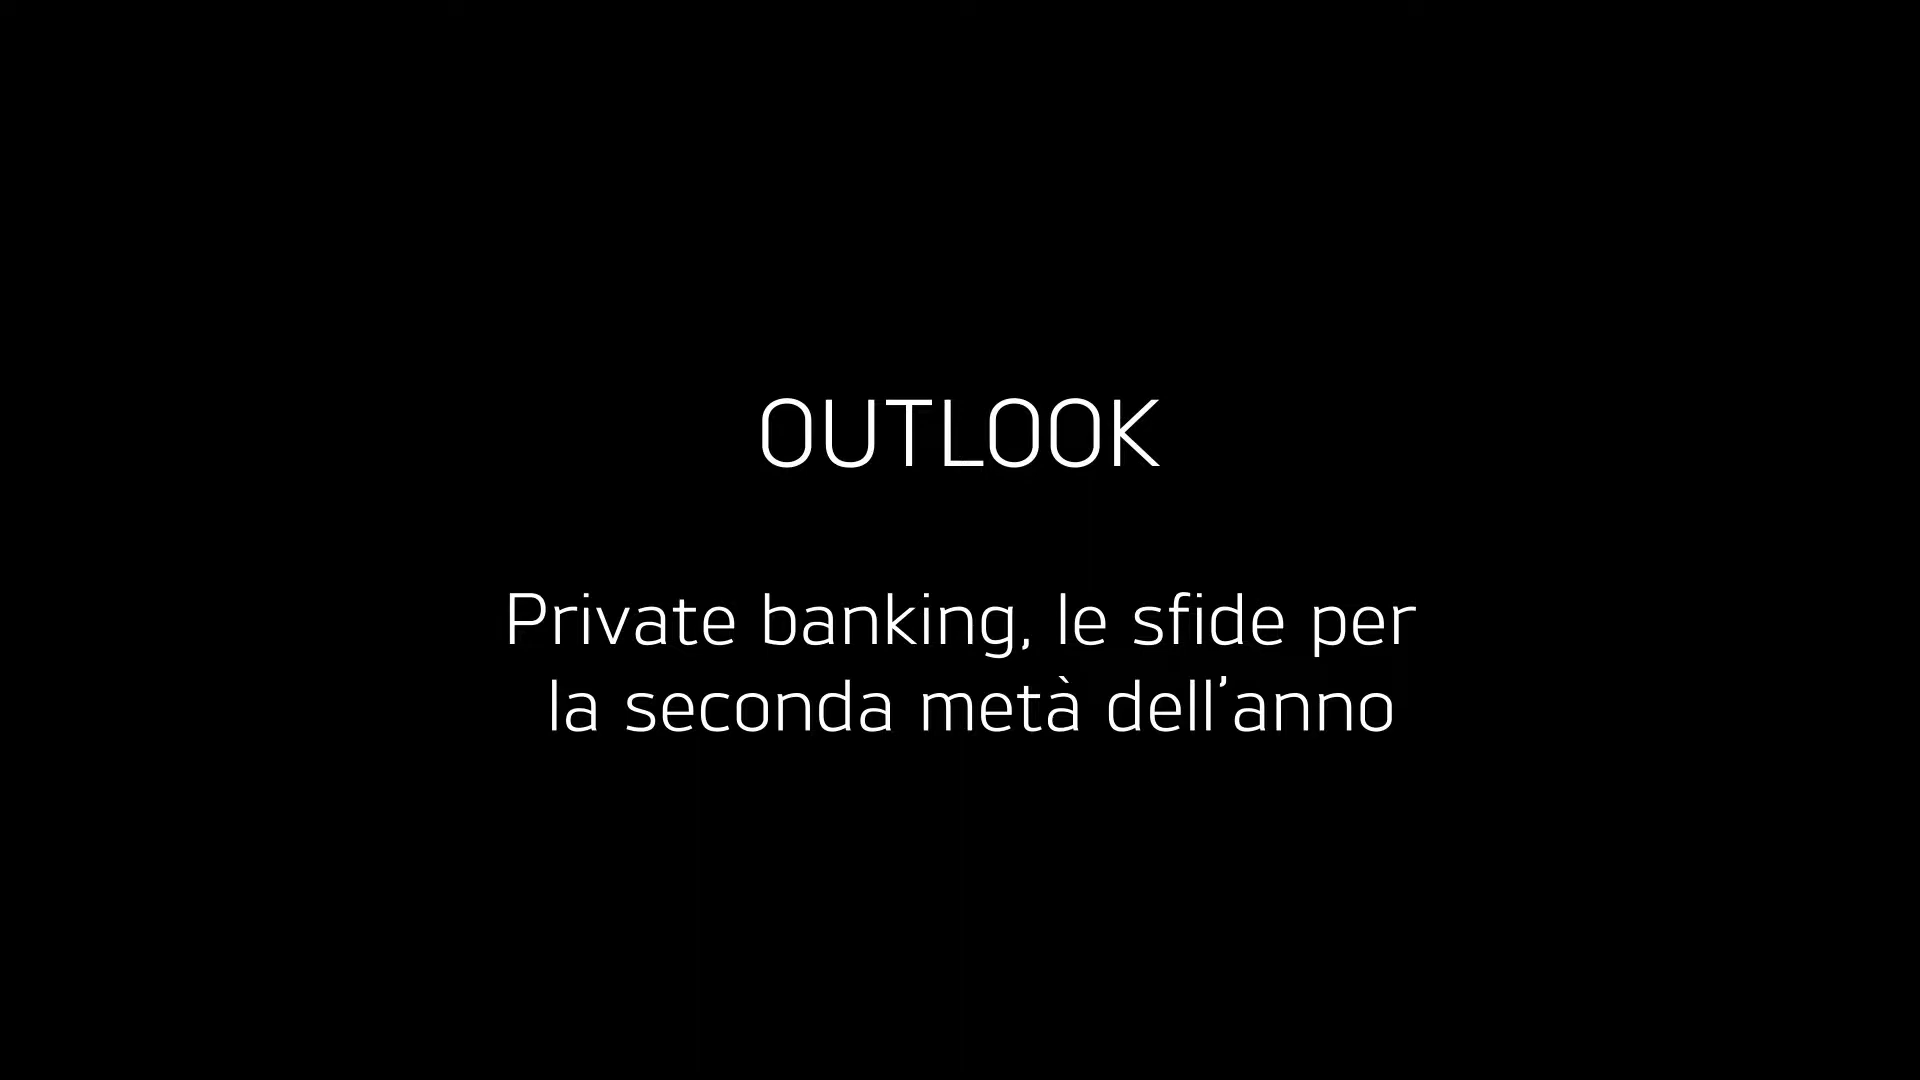 OUTLOOK
Private banking, le sfide per
la seconda metà dell’anno